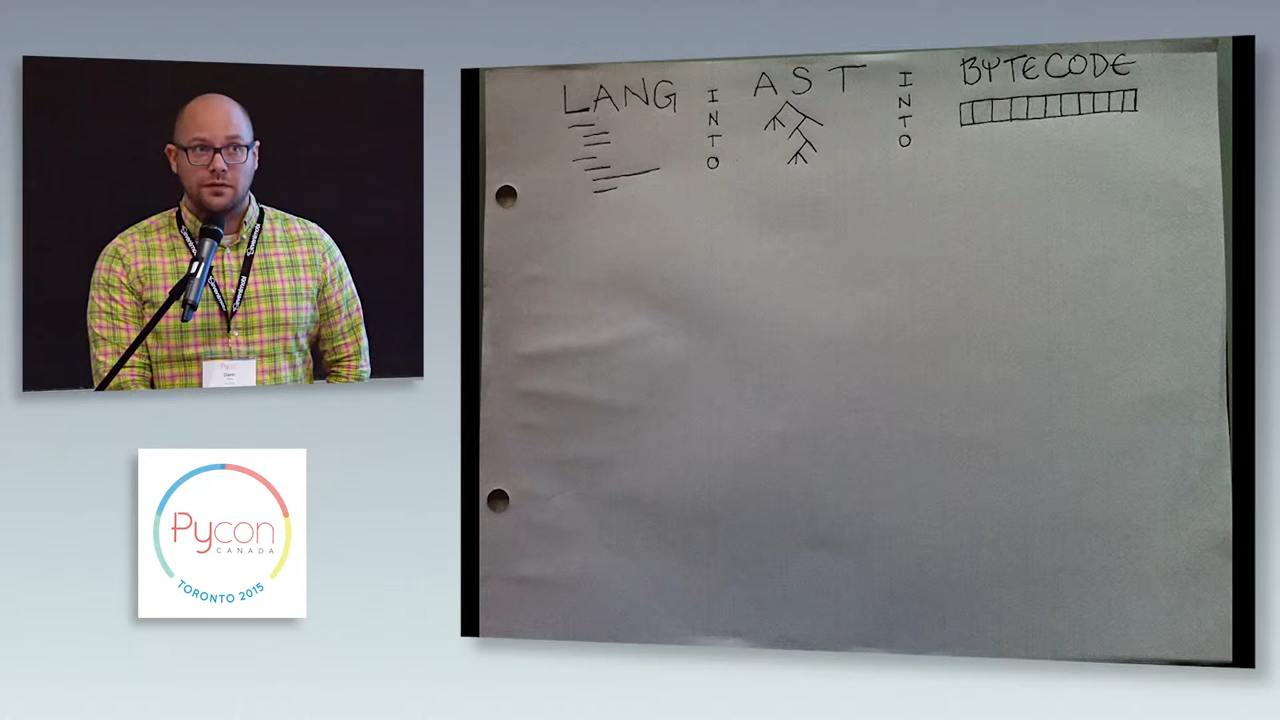 LANG INTO AST INTO BYTECODE
Pycon
CANADA
TORONTO 2015